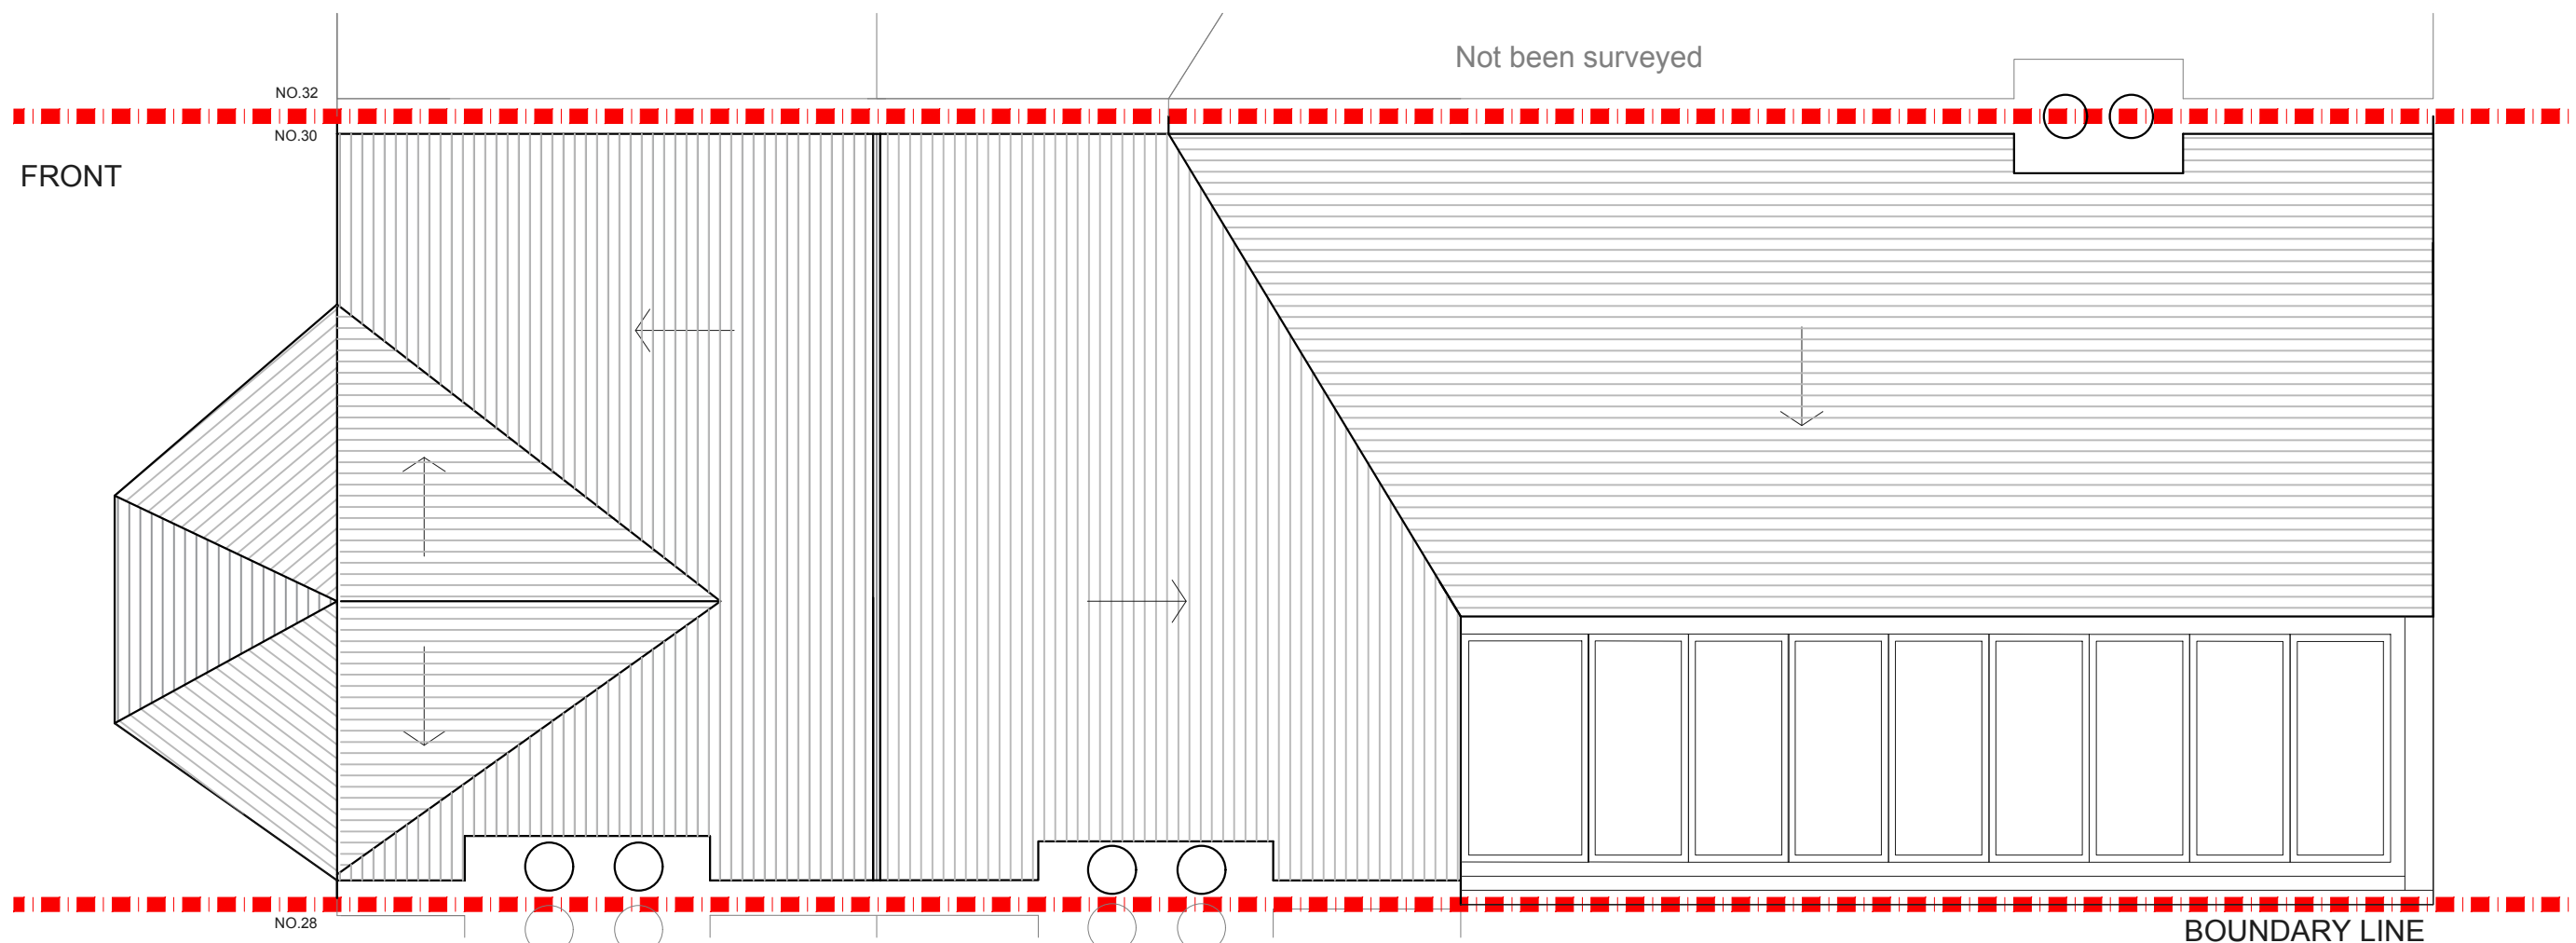 Not been surveyed
NO.32
NO.30
FRONT
NO.28
BOUNDARY LINE